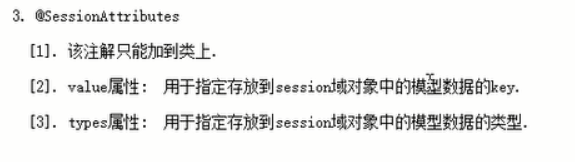 3. @SessionAttributes
[1]. 该注解只能加到类上.
[2]. value属性: 用于指定存放到session域对象中的模型数据的key.
[3]. types属性: 用于指定存放到session域对象中的模型数据的类型.